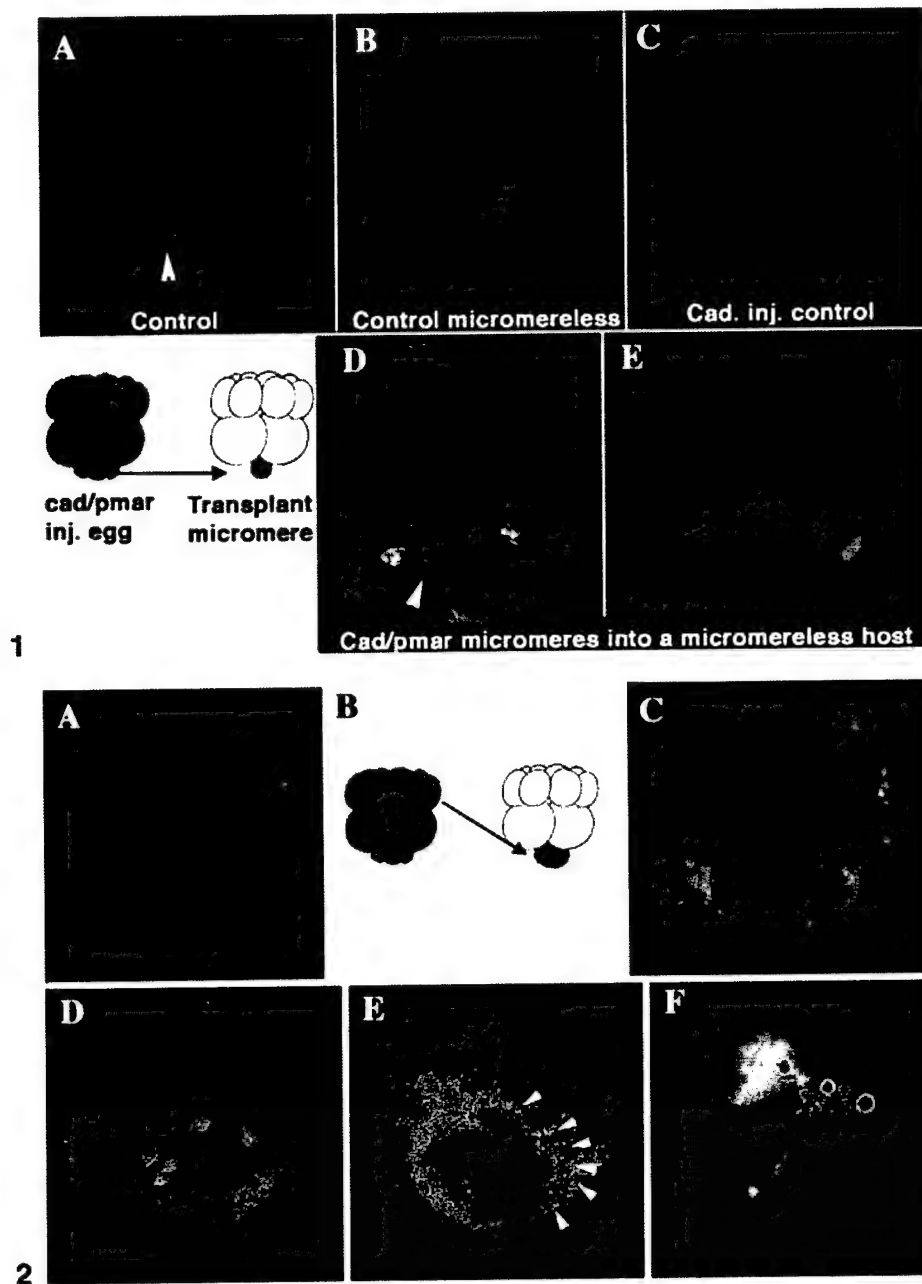 A B C
Control
Control micromereless
Cad. inj. control
D E
cad/pmar inj. egg
Transplant micromere
Cad/pmar micromeres into a micromereless host
1
A B C
D E F
2